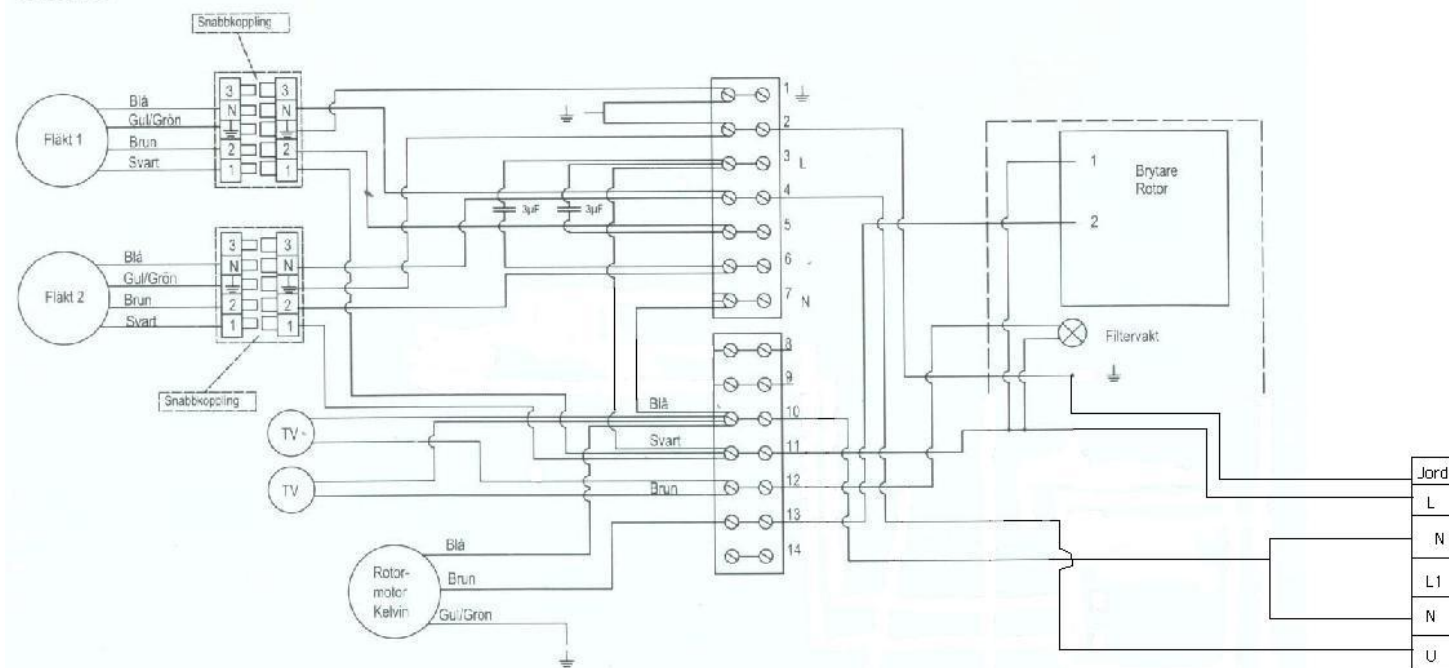 Snabbkoppling
Fläkt 1
Blå
Gul/Grön
Brun
Svart
3 3
N N
2 2
1 1
Fläkt 2
Blå
Gul/Grön
Brun
Svart
3 3
N N
2 2
1 1
Snabbkoppling
3µF
3µF
1
2
3 L
4
5
6
7 N
8
9
10
11
12
13
14
Blå
Svart
Brun
TV
TV
Rotor-
motor
Kelvin
Blå
Brun
Gul/Grön
1
2
Brytare
Rotor
Filtervakt
Jord
L
N
L1
N
U